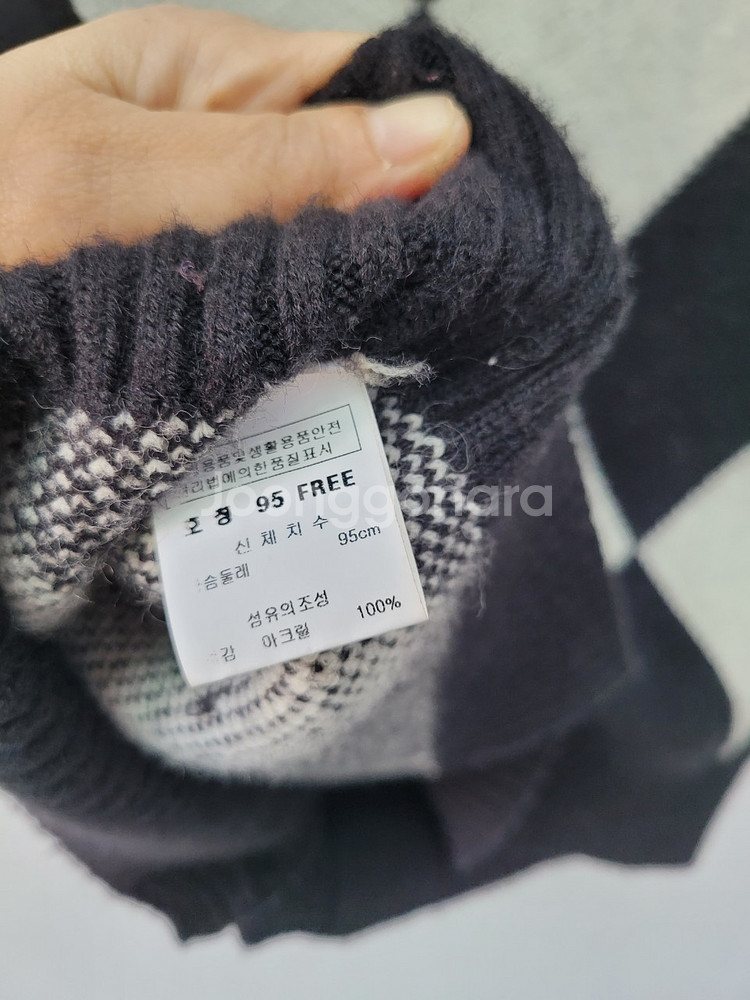 용품및생활용품안전
리법에의한품질표시
호칭 95 FREE
신체치수
슴둘레 95cm
섬유의조성
감 아크릴 100%
Joonggonara